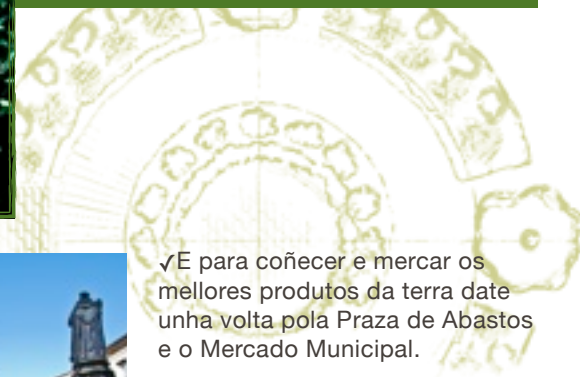 ✓E para coñecer e mercar os
mellores produtos da terra date
unha volta pola Praza de Abastos
e o Mercado Municipal.